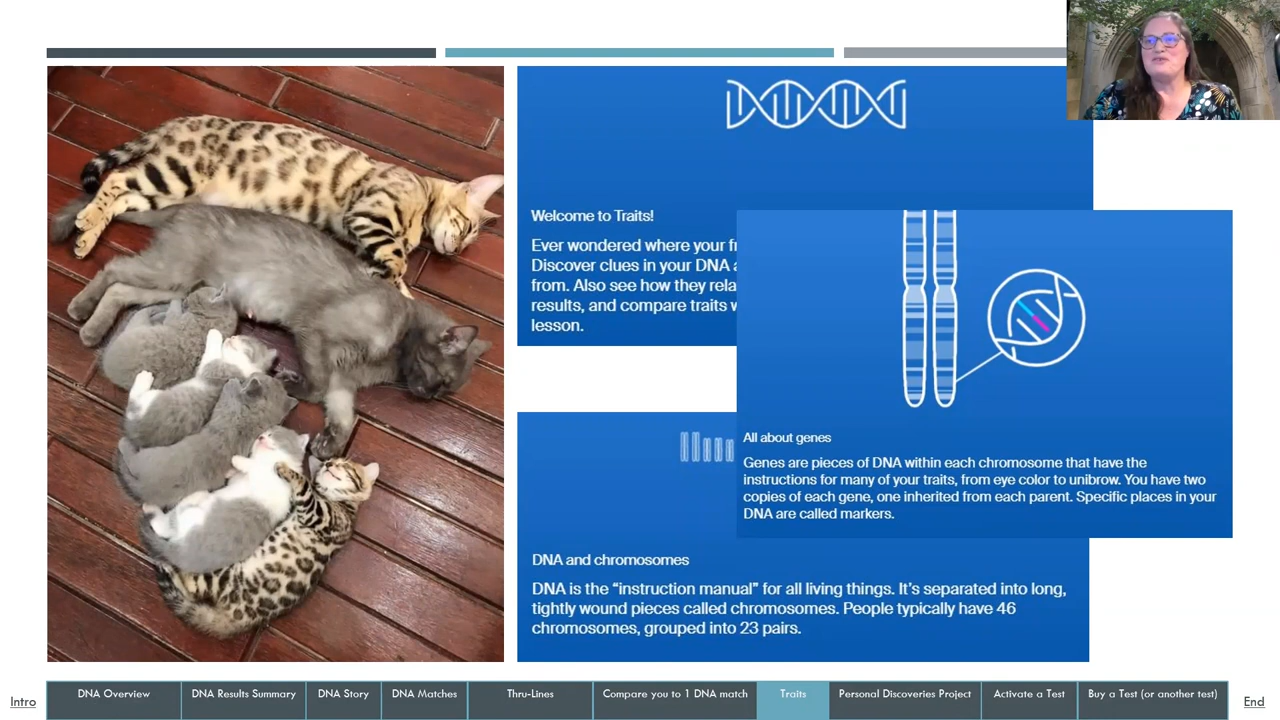 Welcome to Traits!
Ever wondered where your
Discover clues in your DNA
from. Also see how they
results, and compare traits
lesson.
All about genes
Genes are pieces of DNA within each chromosome that have the
instructions for many of your traits, from eye color to unibrow. You have two
copies of each gene, one inherited from each parent. Specific places in your
DNA are called markers.
DNA and chromosomes
DNA is the “instruction manual” for all living things. It’s separated into long,
tightly wound pieces called chromosomes. People typically have 46
chromosomes, grouped into 23 pairs.
Intro
DNA Overview
DNA Results Summary
DNA Story
DNA Matches
Thru-Lines
Compare you to 1 DNA match
Traits
Personal Discoveries Project
Activate a Test
Buy a Test (or another test)
End